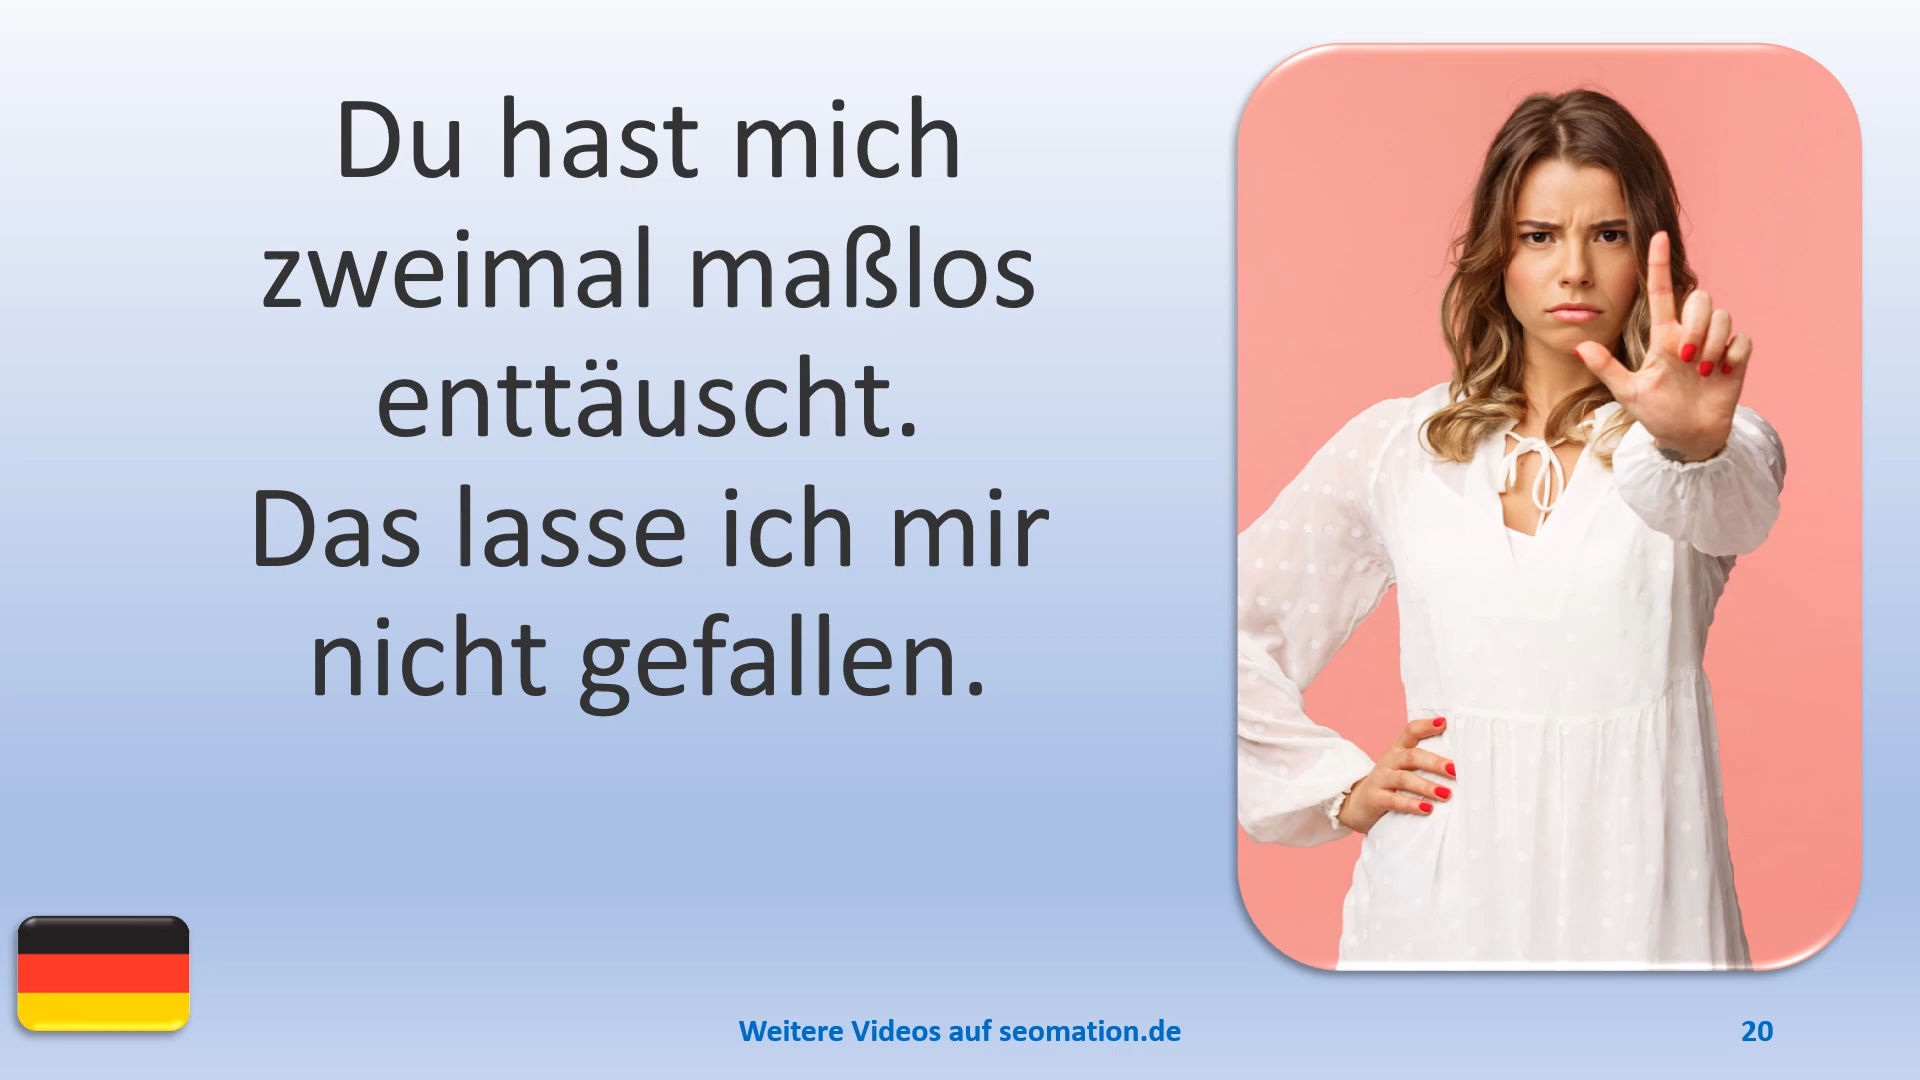 Du hast mich
zweimal maßlos
enttäuscht.
Das lasse ich mir
nicht gefallen.
Weitere Videos auf seomation.de
20